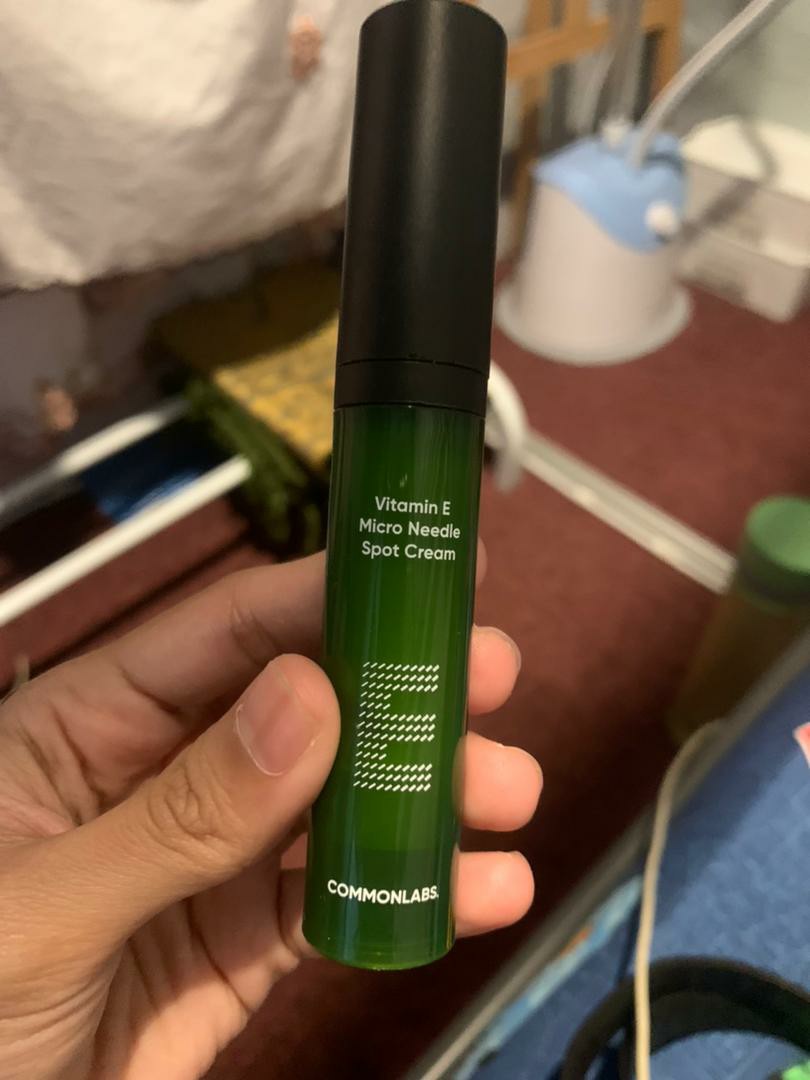 Vitamin E
Micro Needle
Spot Cream
E
COMMONLABS.